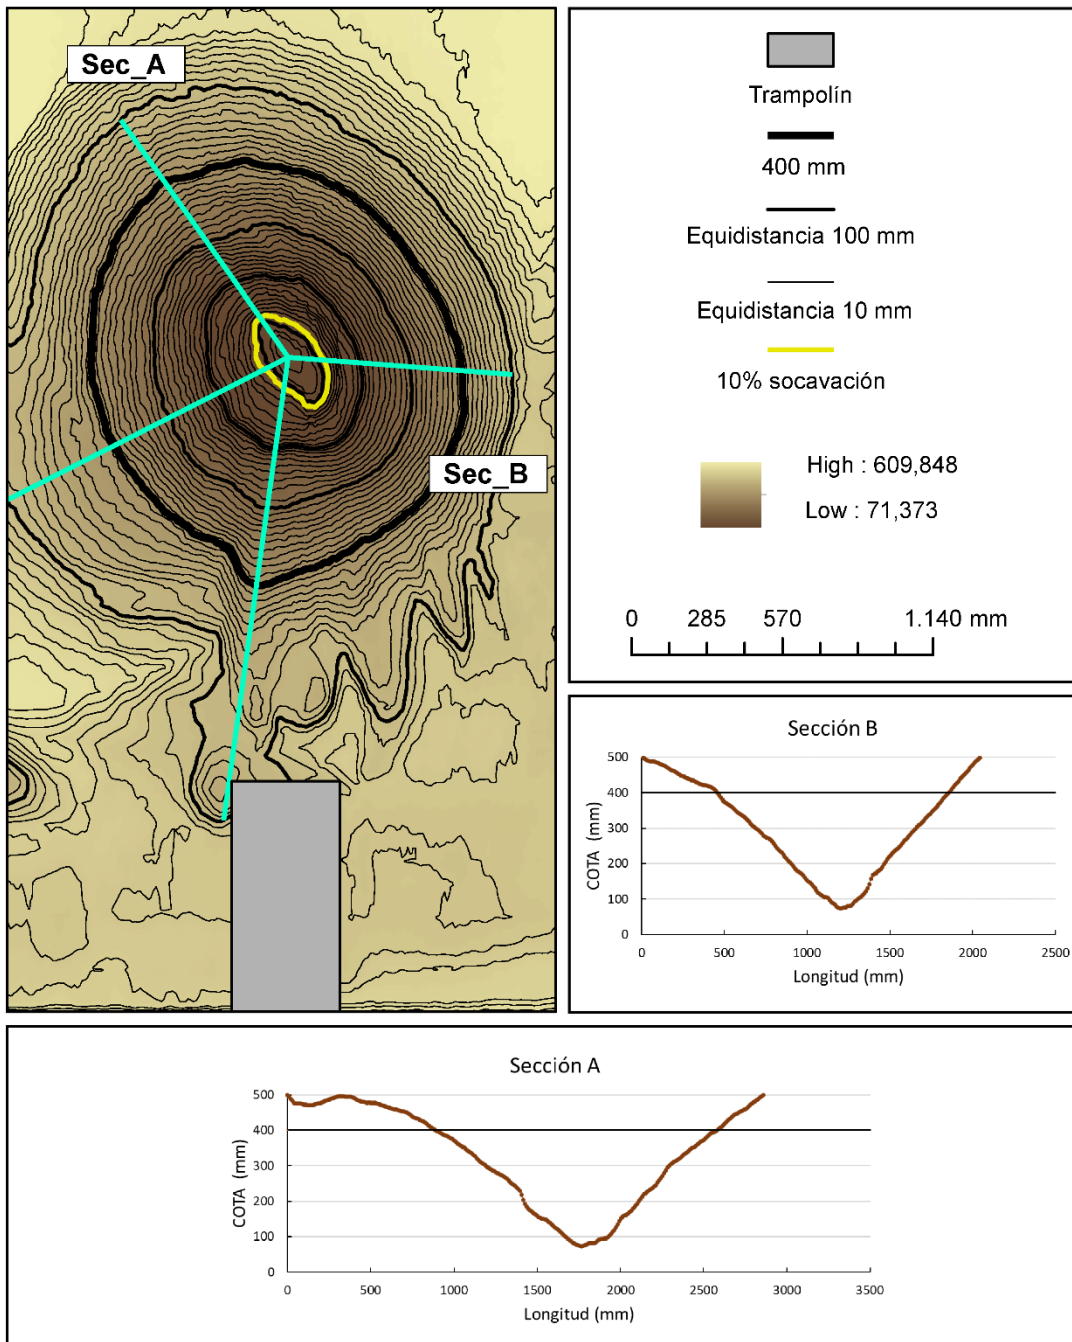 Sec_A
Sec_B
Trampolín
400 mm
Equidistancia 100 mm
Equidistancia 10 mm
10% socavación
High : 609,848
Low : 71,373
0 285 570 1.140 mm
Sección B
COTA (mm)
500
400
300
200
100
0
0 500 1000 1500 2000 2500
Longitud (mm)
Sección A
COTA (mm)
500
400
300
200
100
0
0 500 1000 1500 2000 2500 3000 3500
Longitud (mm)